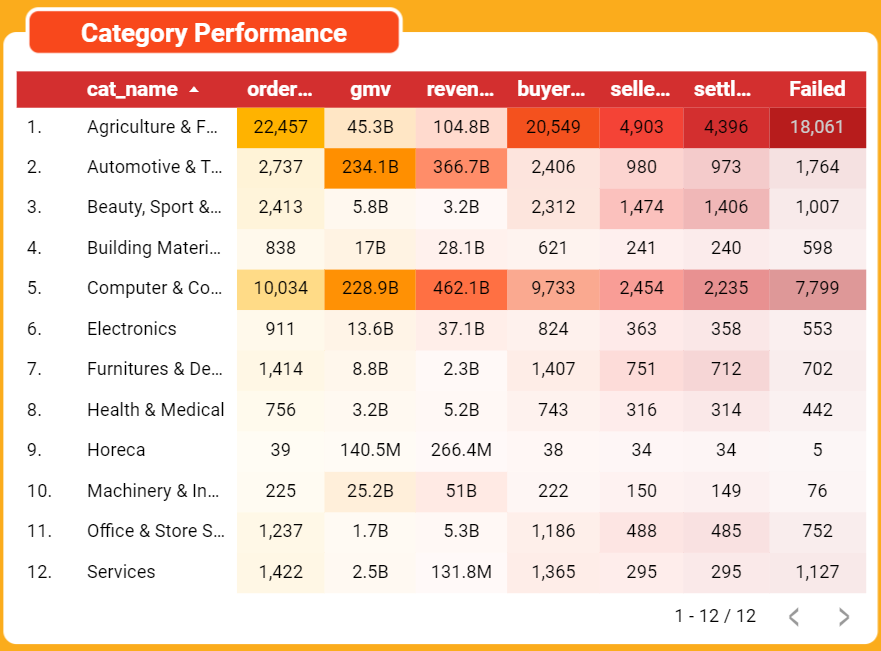 Category Performance
cat_name order... gmv reven... buyer... selle... settl... Failed
1. Agriculture & F... 22,457 45.3B 104.8B 20,549 4,903 4,396 18,061
2. Automotive & T... 2,737 234.1B 366.7B 2,406 980 973 1,764
3. Beauty, Sport &... 2,413 5.8B 3.2B 2,312 1,474 1,406 1,007
4. Building Materi... 838 17B 28.1B 621 241 240 598
5. Computer & Co... 10,034 228.9B 462.1B 9,733 2,454 2,235 7,799
6. Electronics 911 13.6B 37.1B 824 363 358 553
7. Furnitures & De... 1,414 8.8B 2.3B 1,407 751 712 702
8. Health & Medical 756 3.2B 5.2B 743 316 314 442
9. Horeca 39 140.5M 266.4M 38 34 34 5
10. Machinery & In... 225 25.2B 51B 222 150 149 76
11. Office & Store S... 1,237 1.7B 5.3B 1,186 488 485 752
12. Services 1,422 2.5B 131.8M 1,365 295 295 1,127
1 - 12 / 12